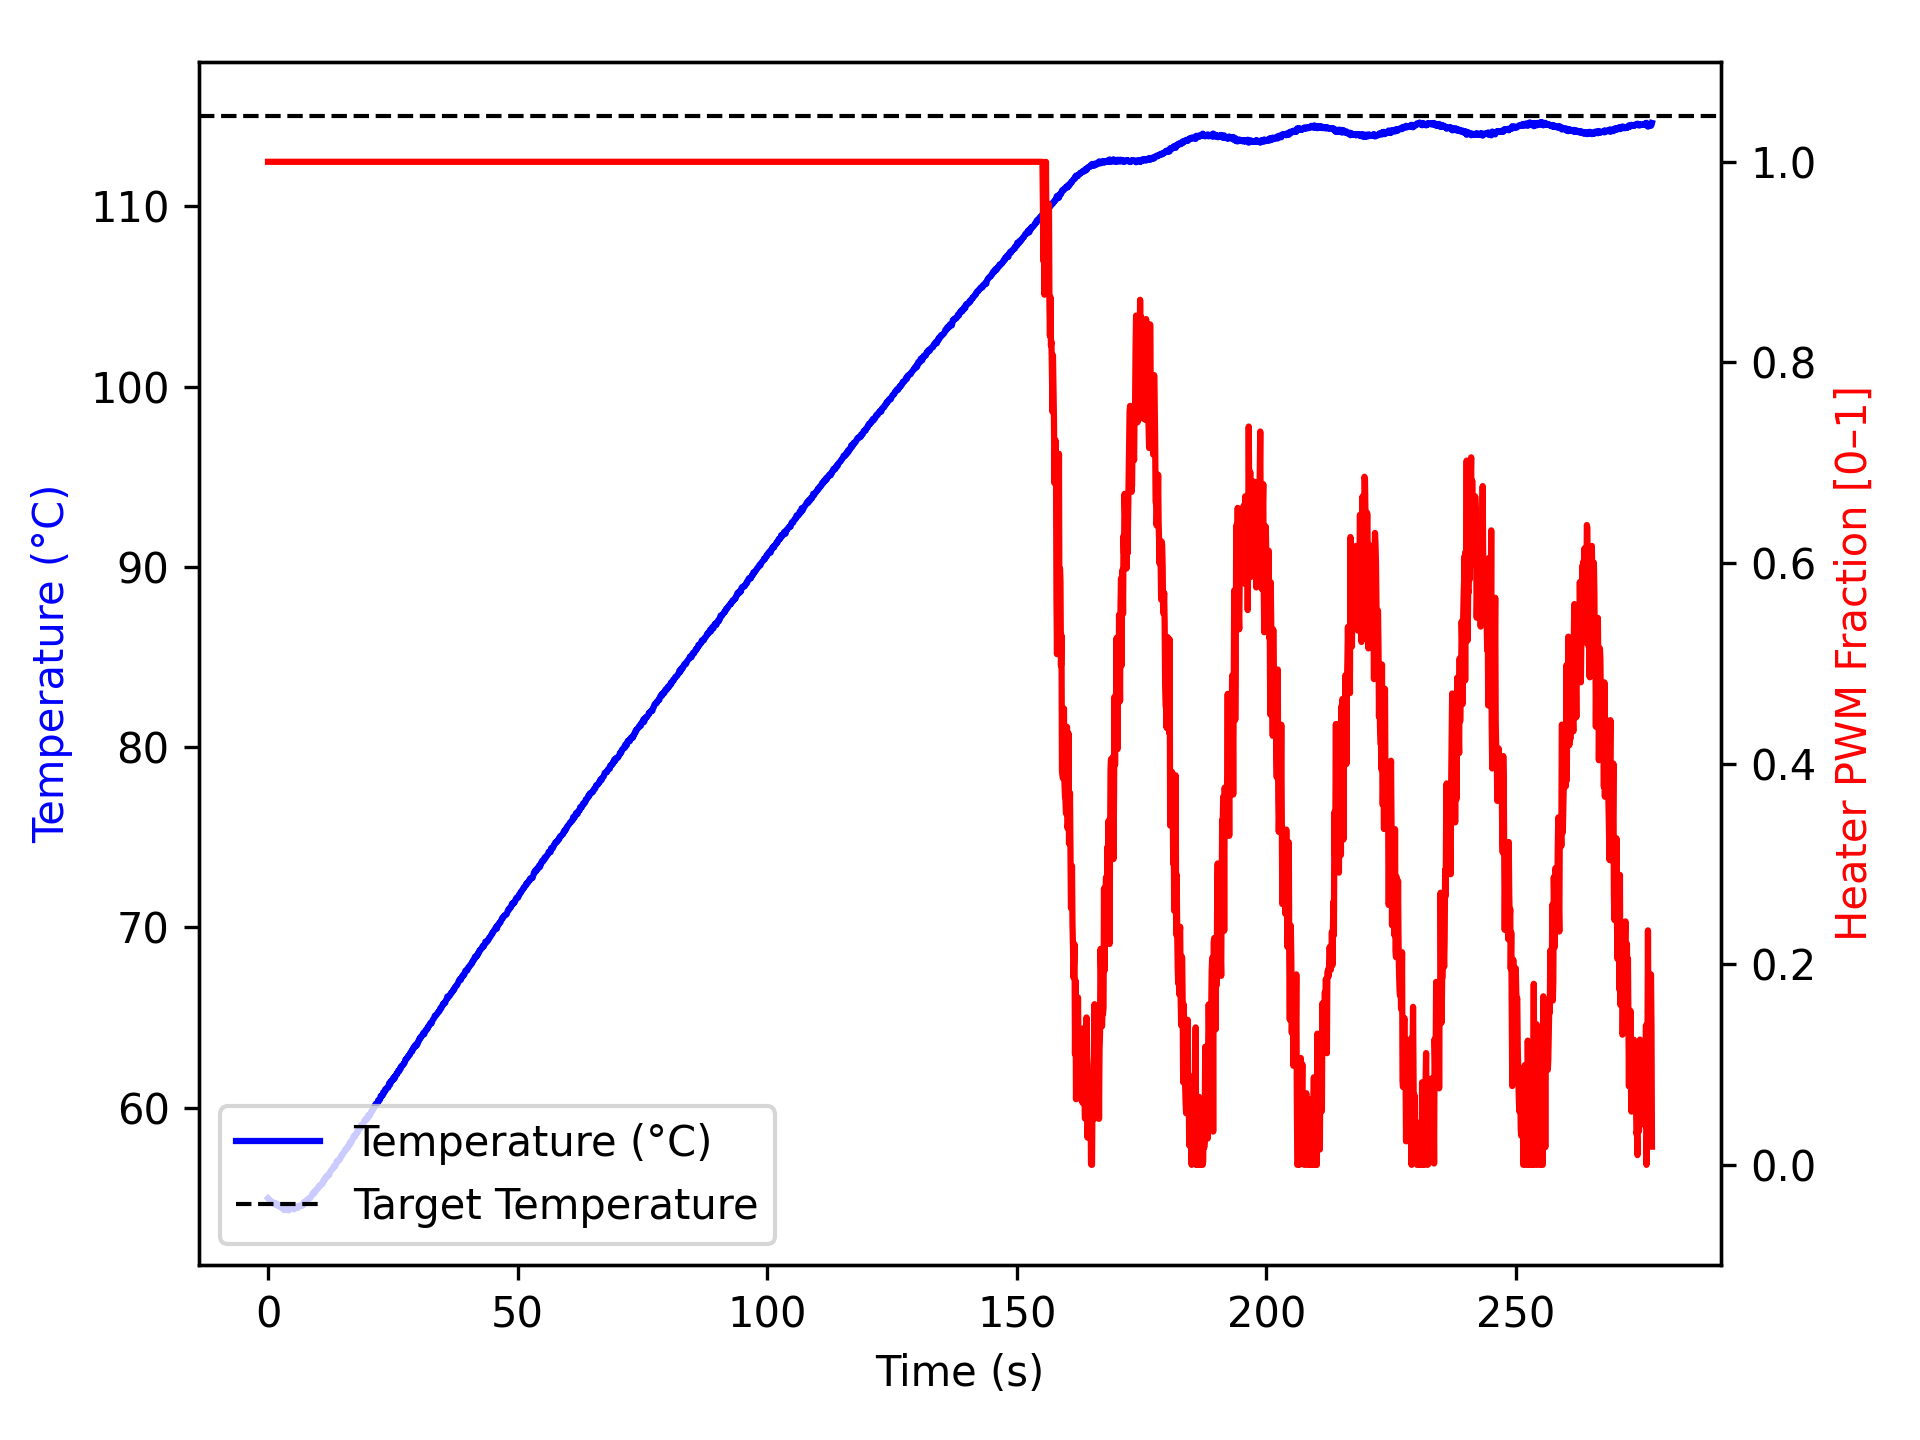 110
100
90
80
70
60
Temperature (°C)
1.0
0.8
0.6
0.4
0.2
0.0
Heater PWM Fraction [0–1]
Temperature (°C)
Target Temperature
0 50 100 150 200 250
Time (s)